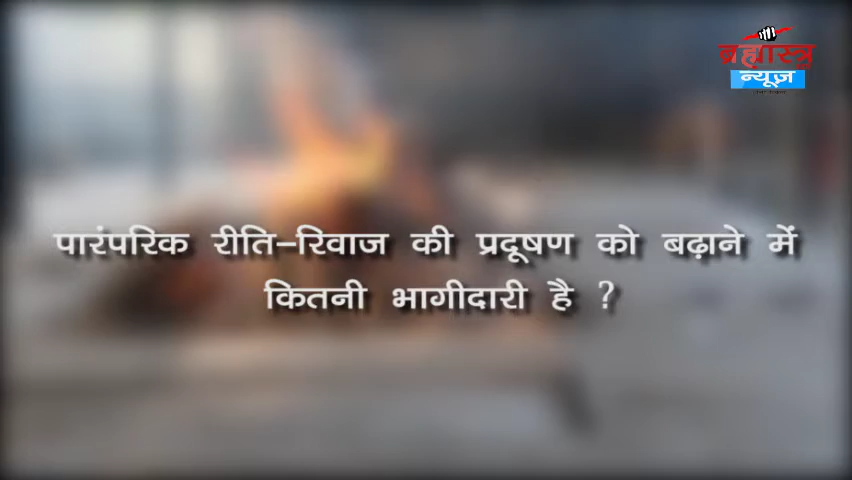 ब्रह्मास्त्र
न्यूज़
पारंपरिक रीति-रिवाज की प्रदूषण को बढ़ाने में
कितनी भागीदारी है ?